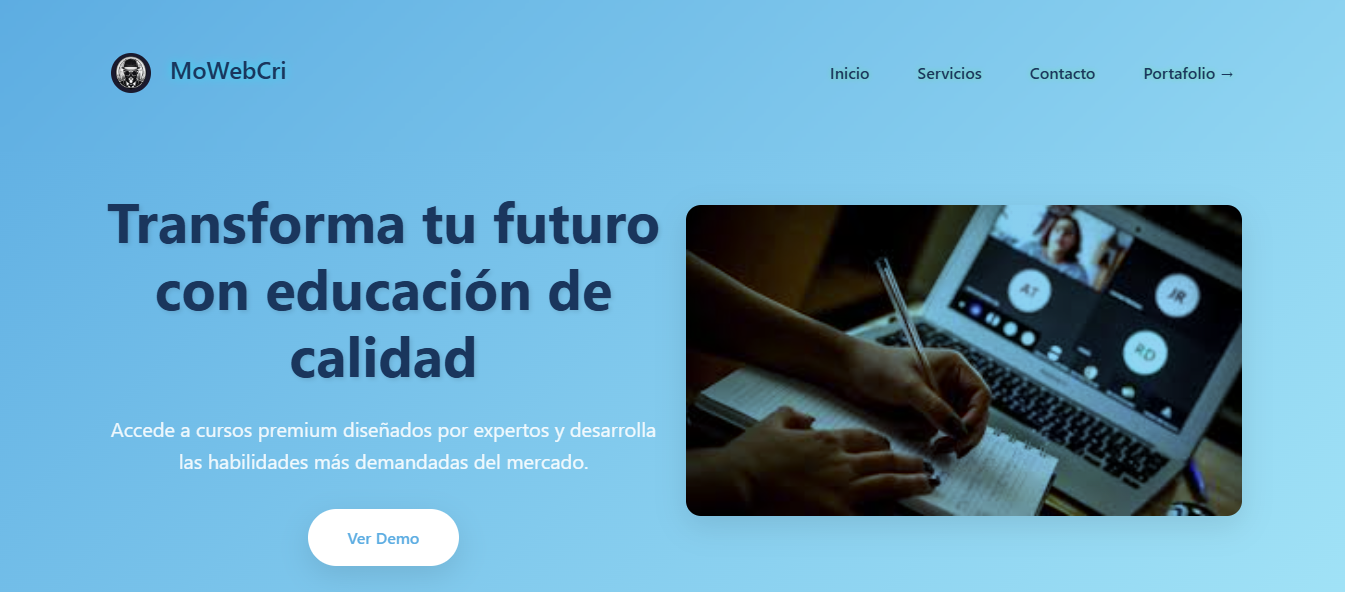 MoWebCri
Inicio Servicios Contacto Portafolio →
Transforma tu futuro
con educación de
calidad
Accede a cursos premium diseñados por expertos y desarrolla
las habilidades más demandadas del mercado.
Ver Demo
AT
JR
RD